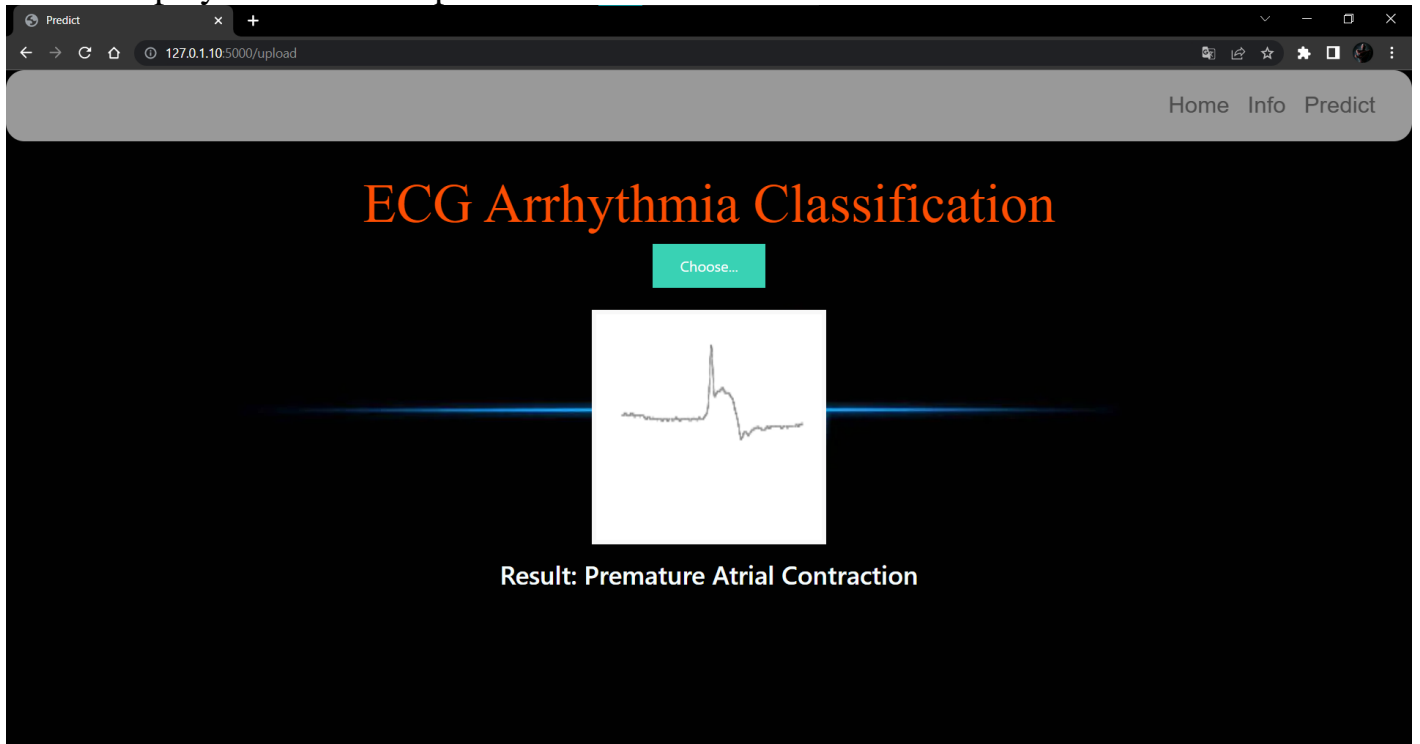 Predict
127.0.1.10:5000/upload
Home Info Predict
ECG Arrhythmia Classification
Choose...
Result: Premature Atrial Contraction